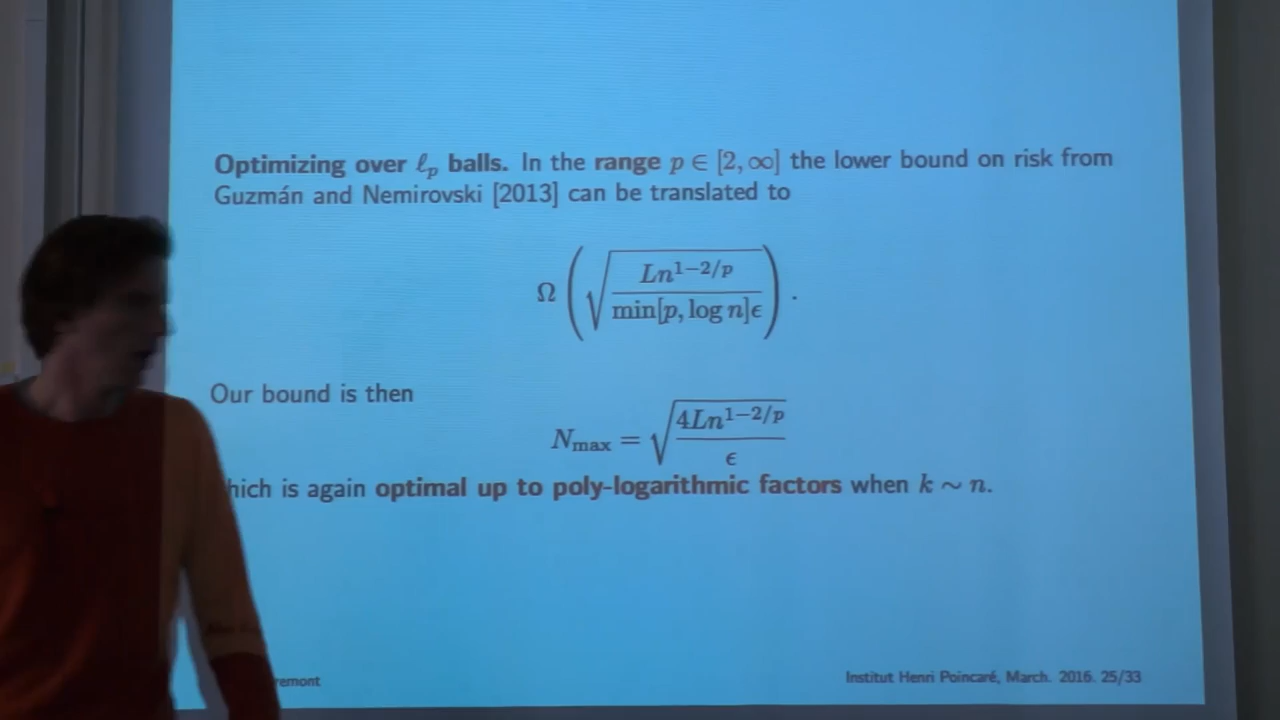 Optimizing over ℓp balls. In the range p ∈ [2, ∞] the lower bound on risk from
Guzmán and Nemirovski [2013] can be translated to
Ω(√(Ln^{1−2/p} / min[p, log n]ϵ)).
Our bound is then
N_max = √(4Ln^{1−2/p} / ϵ)
hich is again optimal up to poly-logarithmic factors when k ∼ n.
remont
Institut Henri Poincaré, March. 2016. 25/33